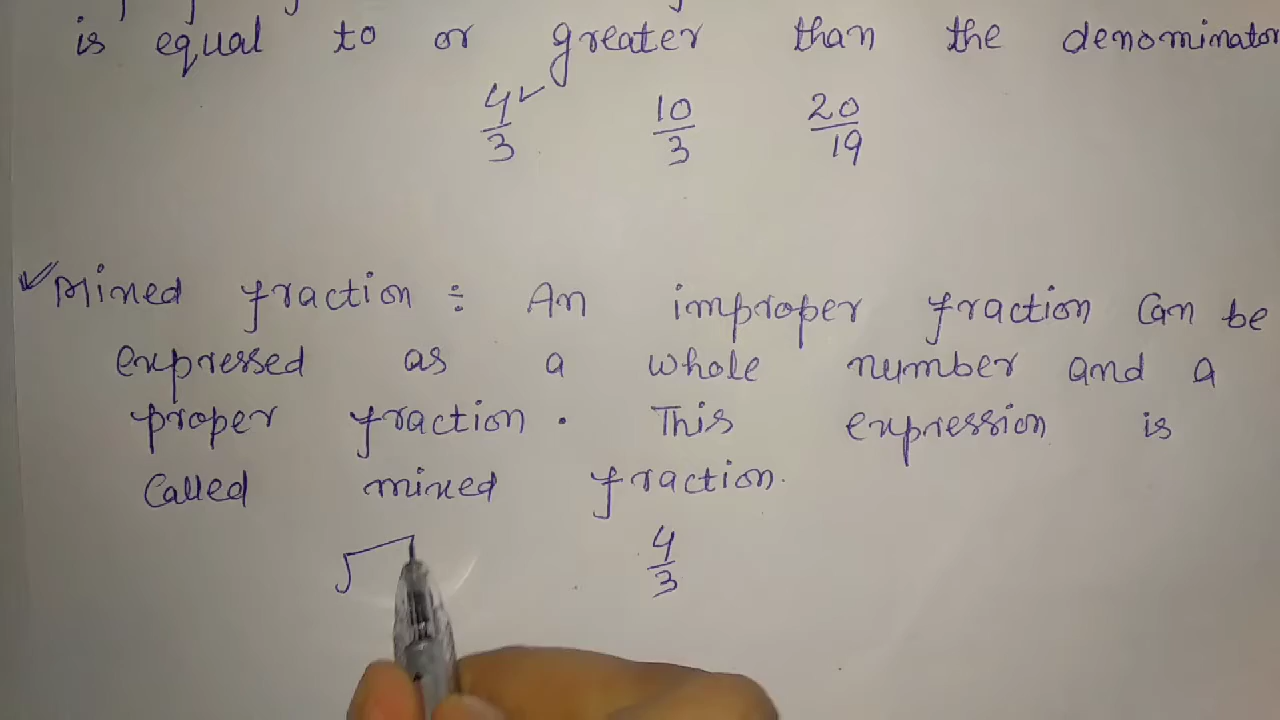 is equal to or greater than the denominator
4/3 10/3 20/19
Mixed fraction : An improper fraction Can be
expressed as a whole number and a
proper fraction. This expression is
Called mixed fraction.
4/3